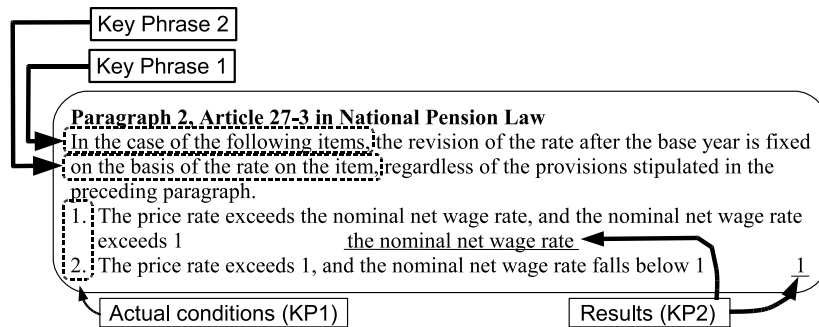 Key Phrase 2
Key Phrase 1
Paragraph 2, Article 27-3 in National Pension Law
In the case of the following items, the revision of the rate after the base year is fixed
on the basis of the rate on the item, regardless of the provisions stipulated in the
preceding paragraph.
1. The price rate exceeds the nominal net wage rate, and the nominal net wage rate
exceeds 1 the nominal net wage rate
2. The price rate exceeds 1, and the nominal net wage rate falls below 1 1
Actual conditions (KP1) Results (KP2)